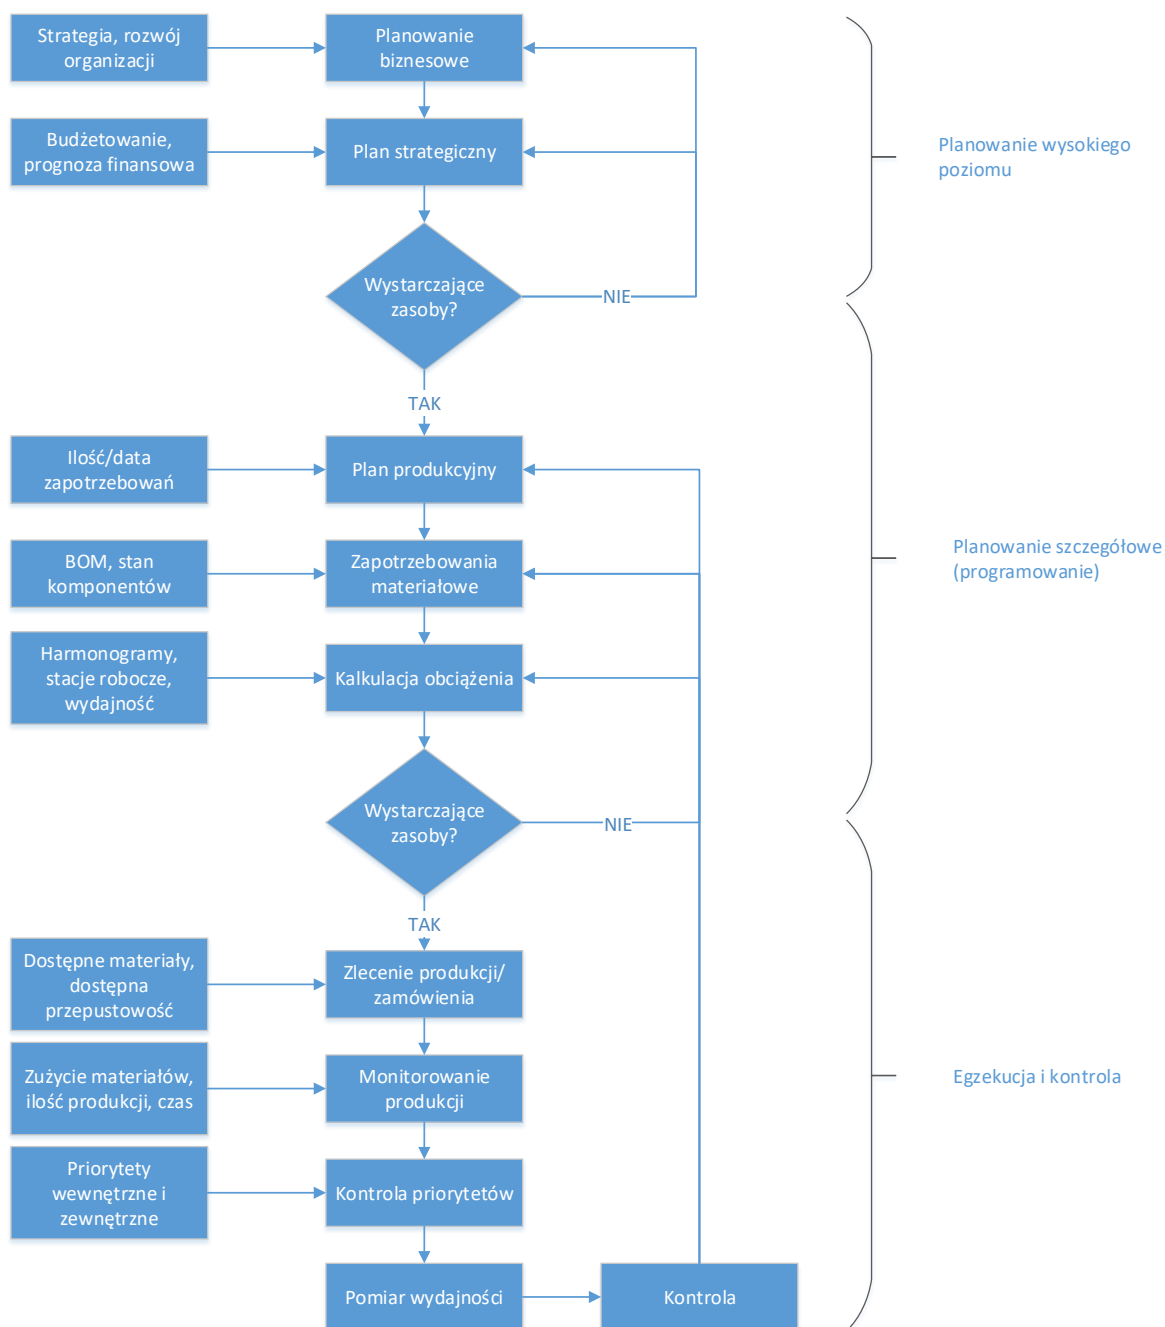 Strategia, rozwój
organizacji
Planowanie
biznesowe
Budżetowanie,
prognoza finansowa
Plan strategiczny
Planowanie wysokiego
poziomu
Wystarczające
zasoby?
NIE
TAK
Ilość/data
zapotrzebowań
Plan produkcyjny
BOM, stan
komponentów
Zapotrzebowania
materiałowe
Planowanie szczegółowe
(programowanie)
Harmonogramy,
stacje robocze,
wydajność
Kalkulacja obciążenia
Wystarczające
zasoby?
NIE
TAK
Dostępne materiały,
dostępna
przepustowość
Zlecenie produkcji/
zamówienia
Zużycie materiałów,
ilość produkcji, czas
Monitorowanie
produkcji
Egzekucja i kontrola
Priorytety
wewnętrzne i
zewnętrzne
Kontrola priorytetów
Pomiar wydajności
Kontrola